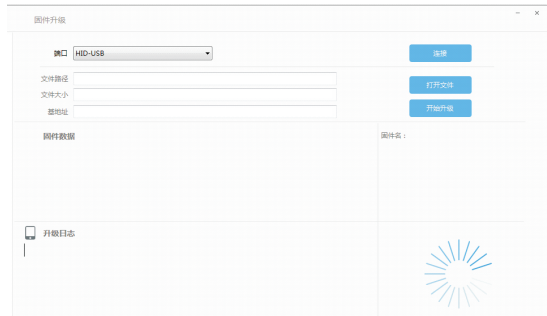 固件升级
端口 HID-USB 连接
文件路径 打开文件
文件大小
基地址 开始升级
固件数据 固件名：
升级日志